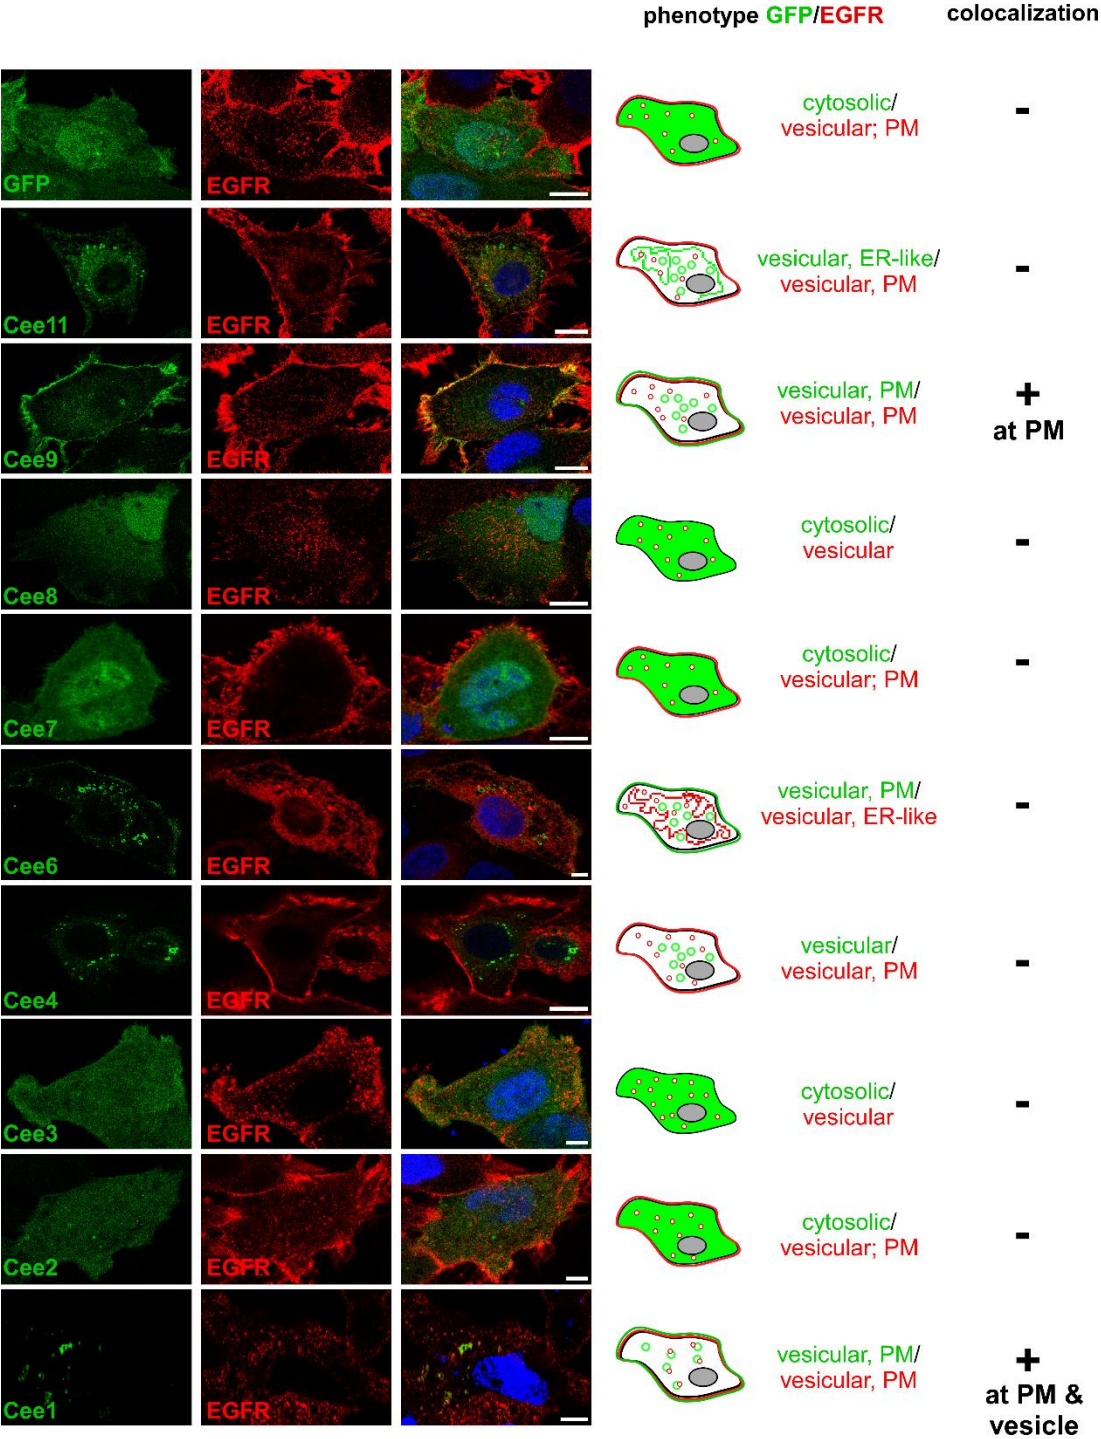 phenotype GFP/EGFR colocalization
GFP EGFR
cytosolic/
vesicular; PM
-
Cee11 EGFR
vesicular, ER-like/
vesicular, PM
-
Cee9 EGFR
vesicular, PM/
vesicular, PM
+
at PM
Cee8 EGFR
cytosolic/
vesicular
-
Cee7 EGFR
cytosolic/
vesicular; PM
-
Cee6 EGFR
vesicular, PM/
vesicular, ER-like
-
Cee4 EGFR
vesicular/
vesicular, PM
-
Cee3 EGFR
cytosolic/
vesicular
-
Cee2 EGFR
cytosolic/
vesicular; PM
-
Cee1 EGFR
vesicular, PM/
vesicular, PM
+
at PM &
vesicle